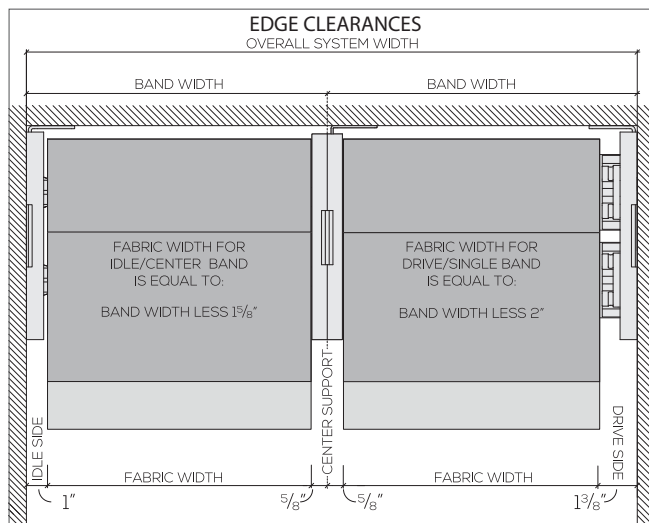 EDGE CLEARANCES
OVERALL SYSTEM WIDTH
BAND WIDTH
BAND WIDTH
FABRIC WIDTH FOR
IDLE/CENTER BAND
IS EQUAL TO:
BAND WIDTH LESS 1⅝"
FABRIC WIDTH FOR
DRIVE/SINGLE BAND
IS EQUAL TO:
BAND WIDTH LESS 2"
IDLE SIDE
CENTER SUPPORT
DRIVE SIDE
FABRIC WIDTH
FABRIC WIDTH
1"
⅝"
⅝"
1⅜"